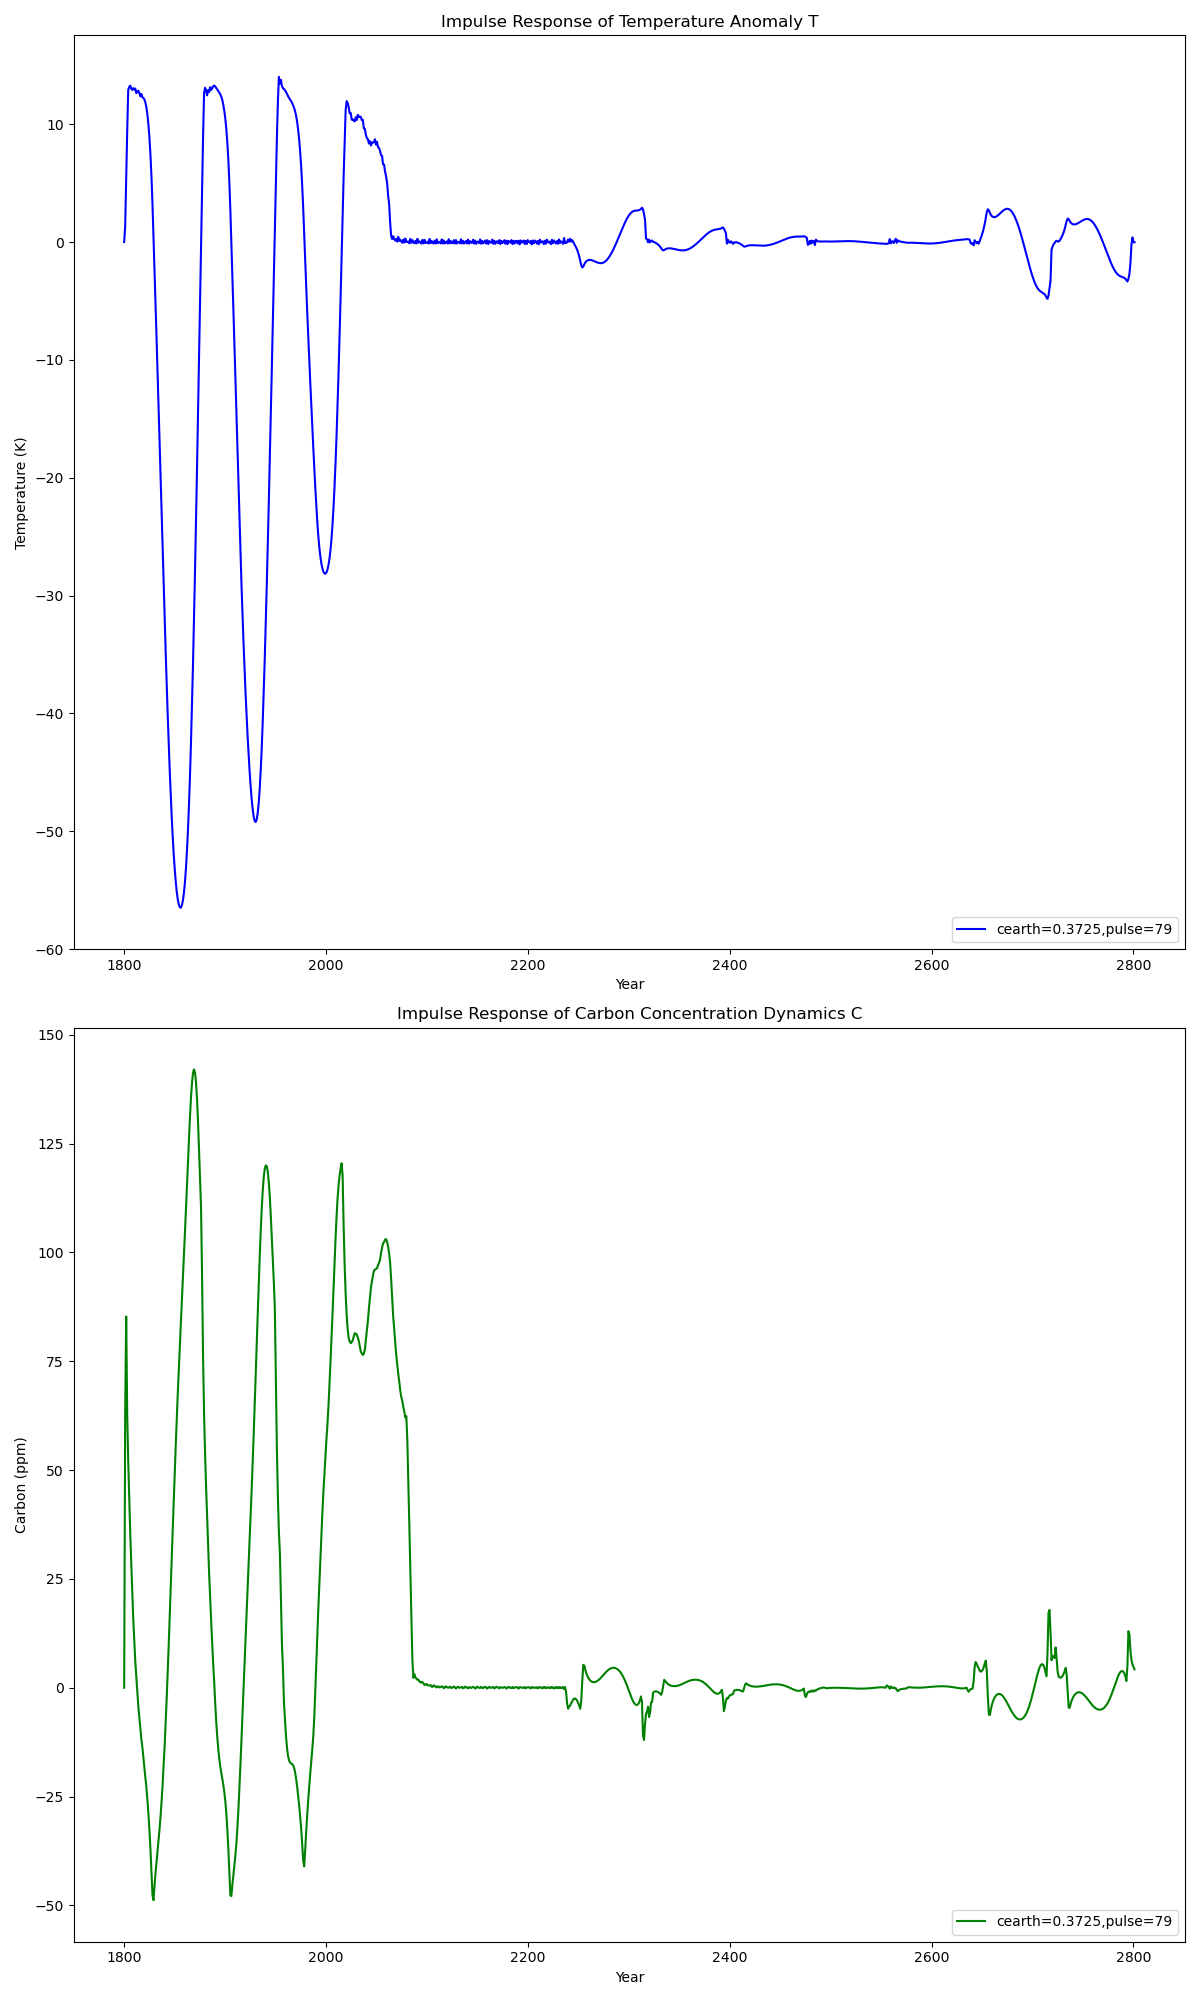 Impulse Response of Temperature Anomaly T
Temperature (K)
10
0
−10
−20
−30
−40
−50
−60
cearth=0.3725,pulse=79
1800 2000 2200 2400 2600 2800
Year
Impulse Response of Carbon Concentration Dynamics C
Carbon (ppm)
150
125
100
75
50
25
0
−25
−50
cearth=0.3725,pulse=79
1800 2000 2200 2400 2600 2800
Year